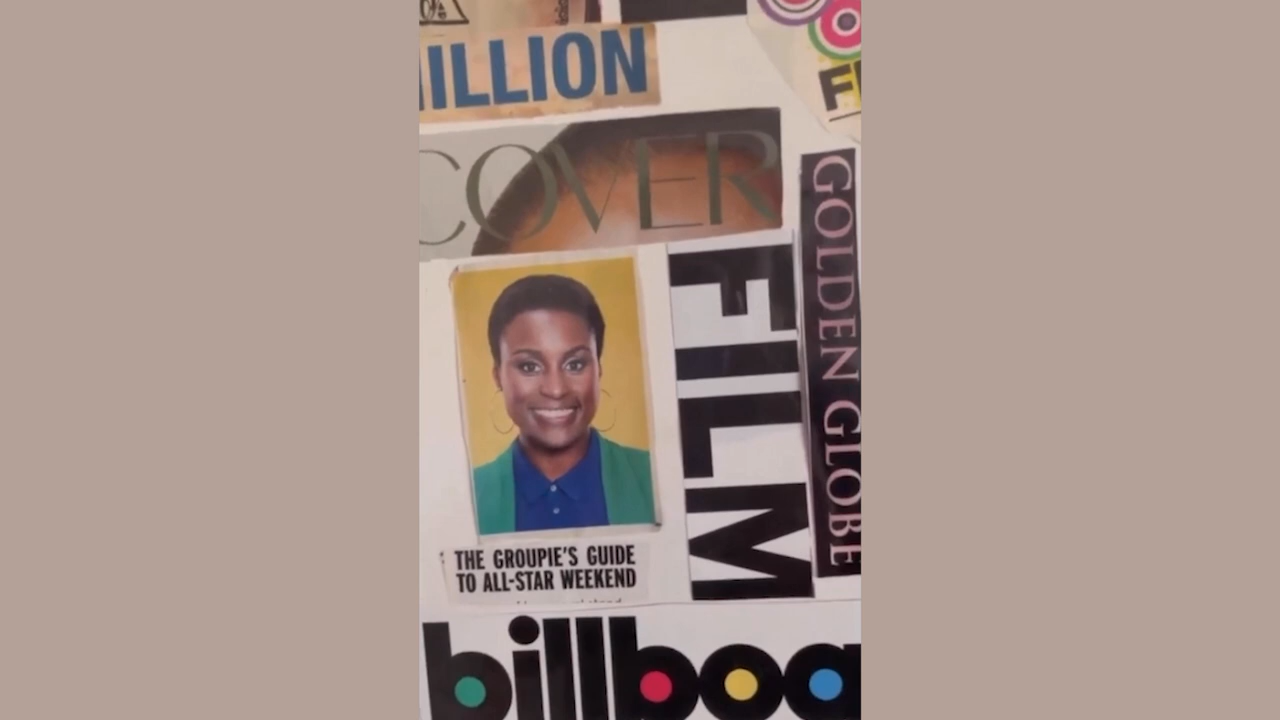 ILLION
F
COVER
GOLDEN GLOBE
FILM
THE GROUPIE'S GUIDE
TO ALL-STAR WEEKEND
billboa